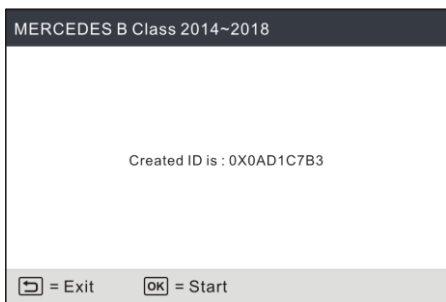 MERCEDES B Class 2014~2018
Created ID is : 0X0AD1C7B3
= Exit OK = Start